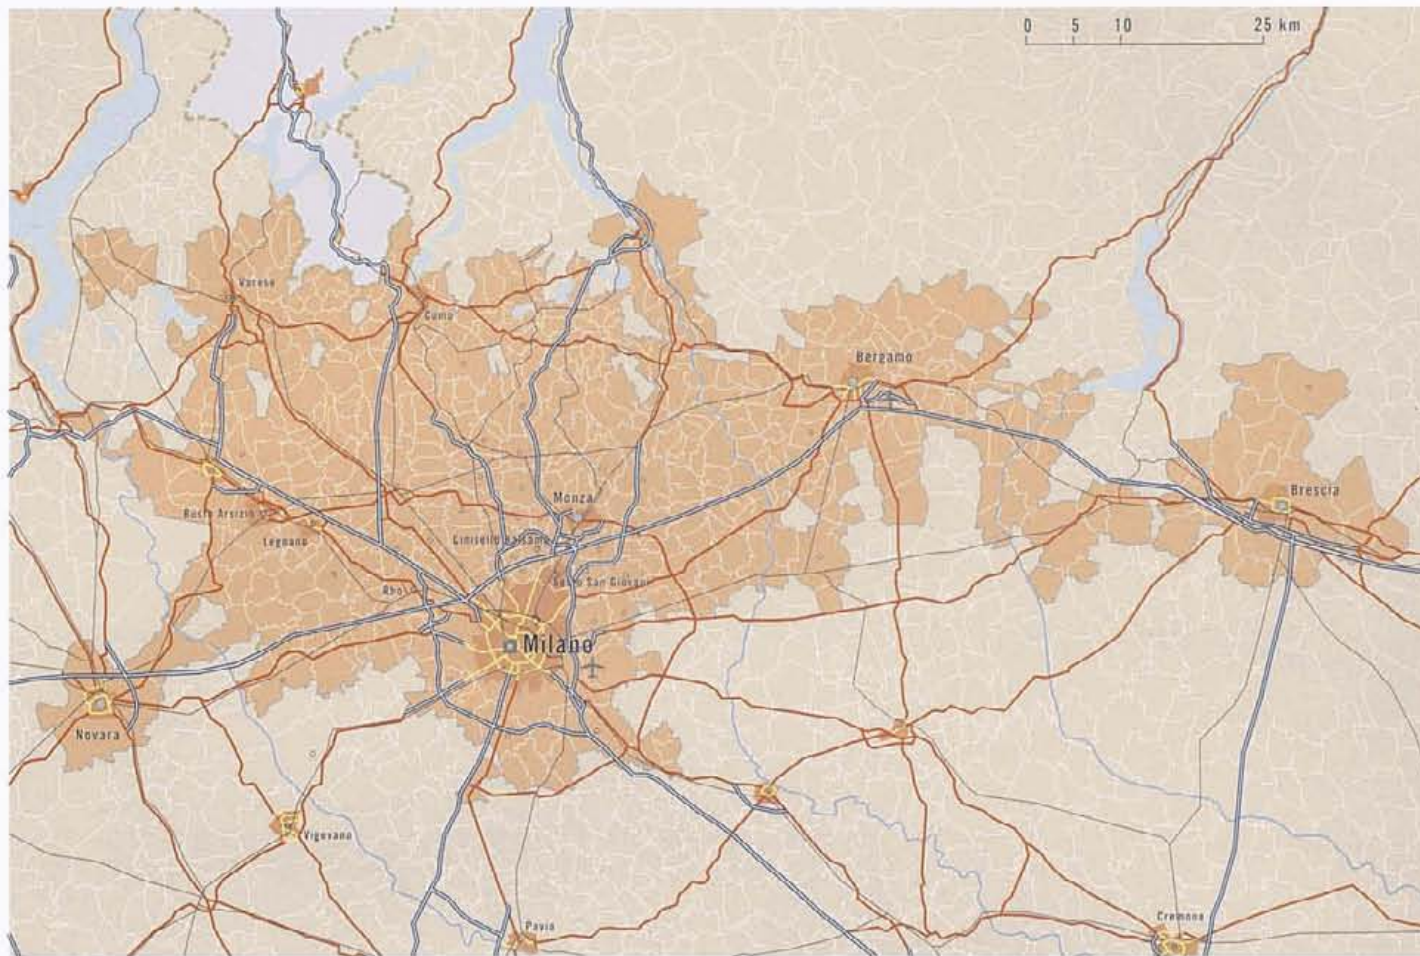 0 5 10 25 km
Varese
Como
Bergamo
Brescia
Monza
Busto Arsizio
Legnano
Cinisello Balsamo
Sesto San Giovani
Rho
Milano
Novara
Vigevano
Pavia
Cremona